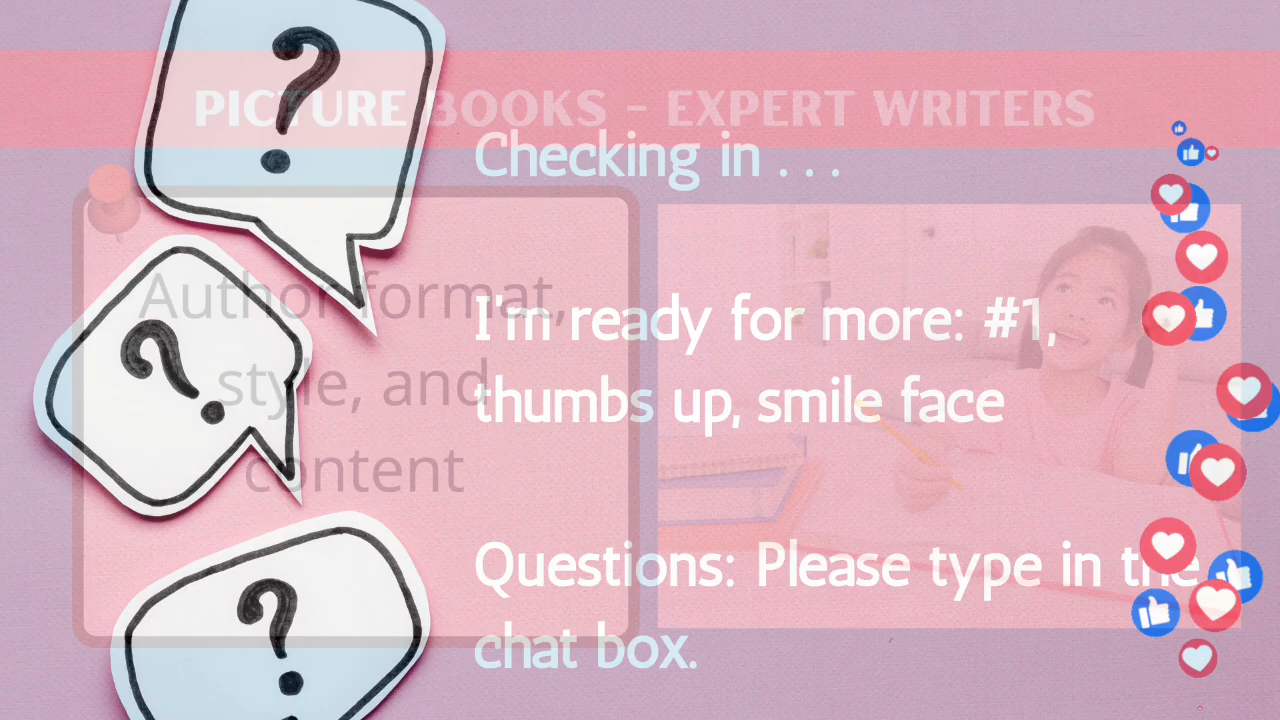 PICTURE BOOKS - EXPERT WRITERS
Checking in . . .
Author format,
style, and
content
I'm ready for more: #1,
thumbs up, smile face
Questions: Please type in the
chat box.
? 
?
?